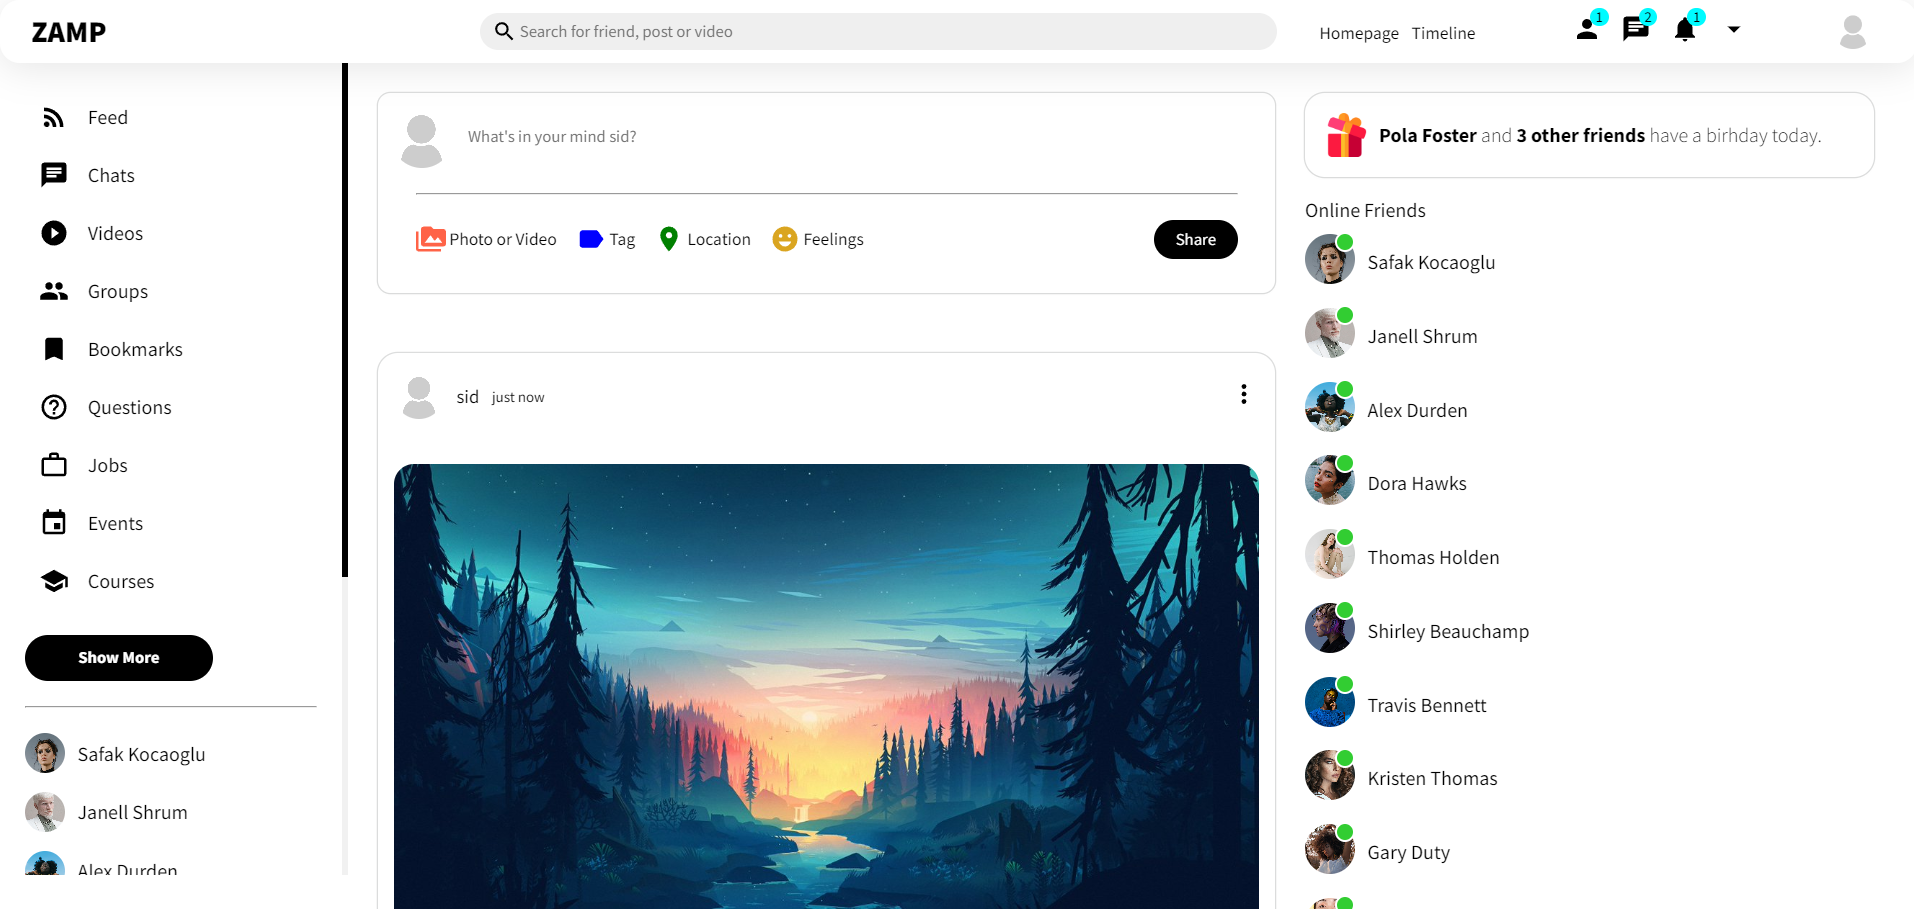 ZAMP
Search for friend, post or video
Homepage Timeline
1
2
1
Feed
Chats
Videos
Groups
Bookmarks
Questions
Jobs
Events
Courses
Show More
Safak Kocaoglu
Janell Shrum
Alex Durden
What's in your mind sid?
Photo or Video Tag Location Feelings Share
sid just now
Pola Foster and 3 other friends have a birhday today.
Online Friends
Safak Kocaoglu
Janell Shrum
Alex Durden
Dora Hawks
Thomas Holden
Shirley Beauchamp
Travis Bennett
Kristen Thomas
Gary Duty